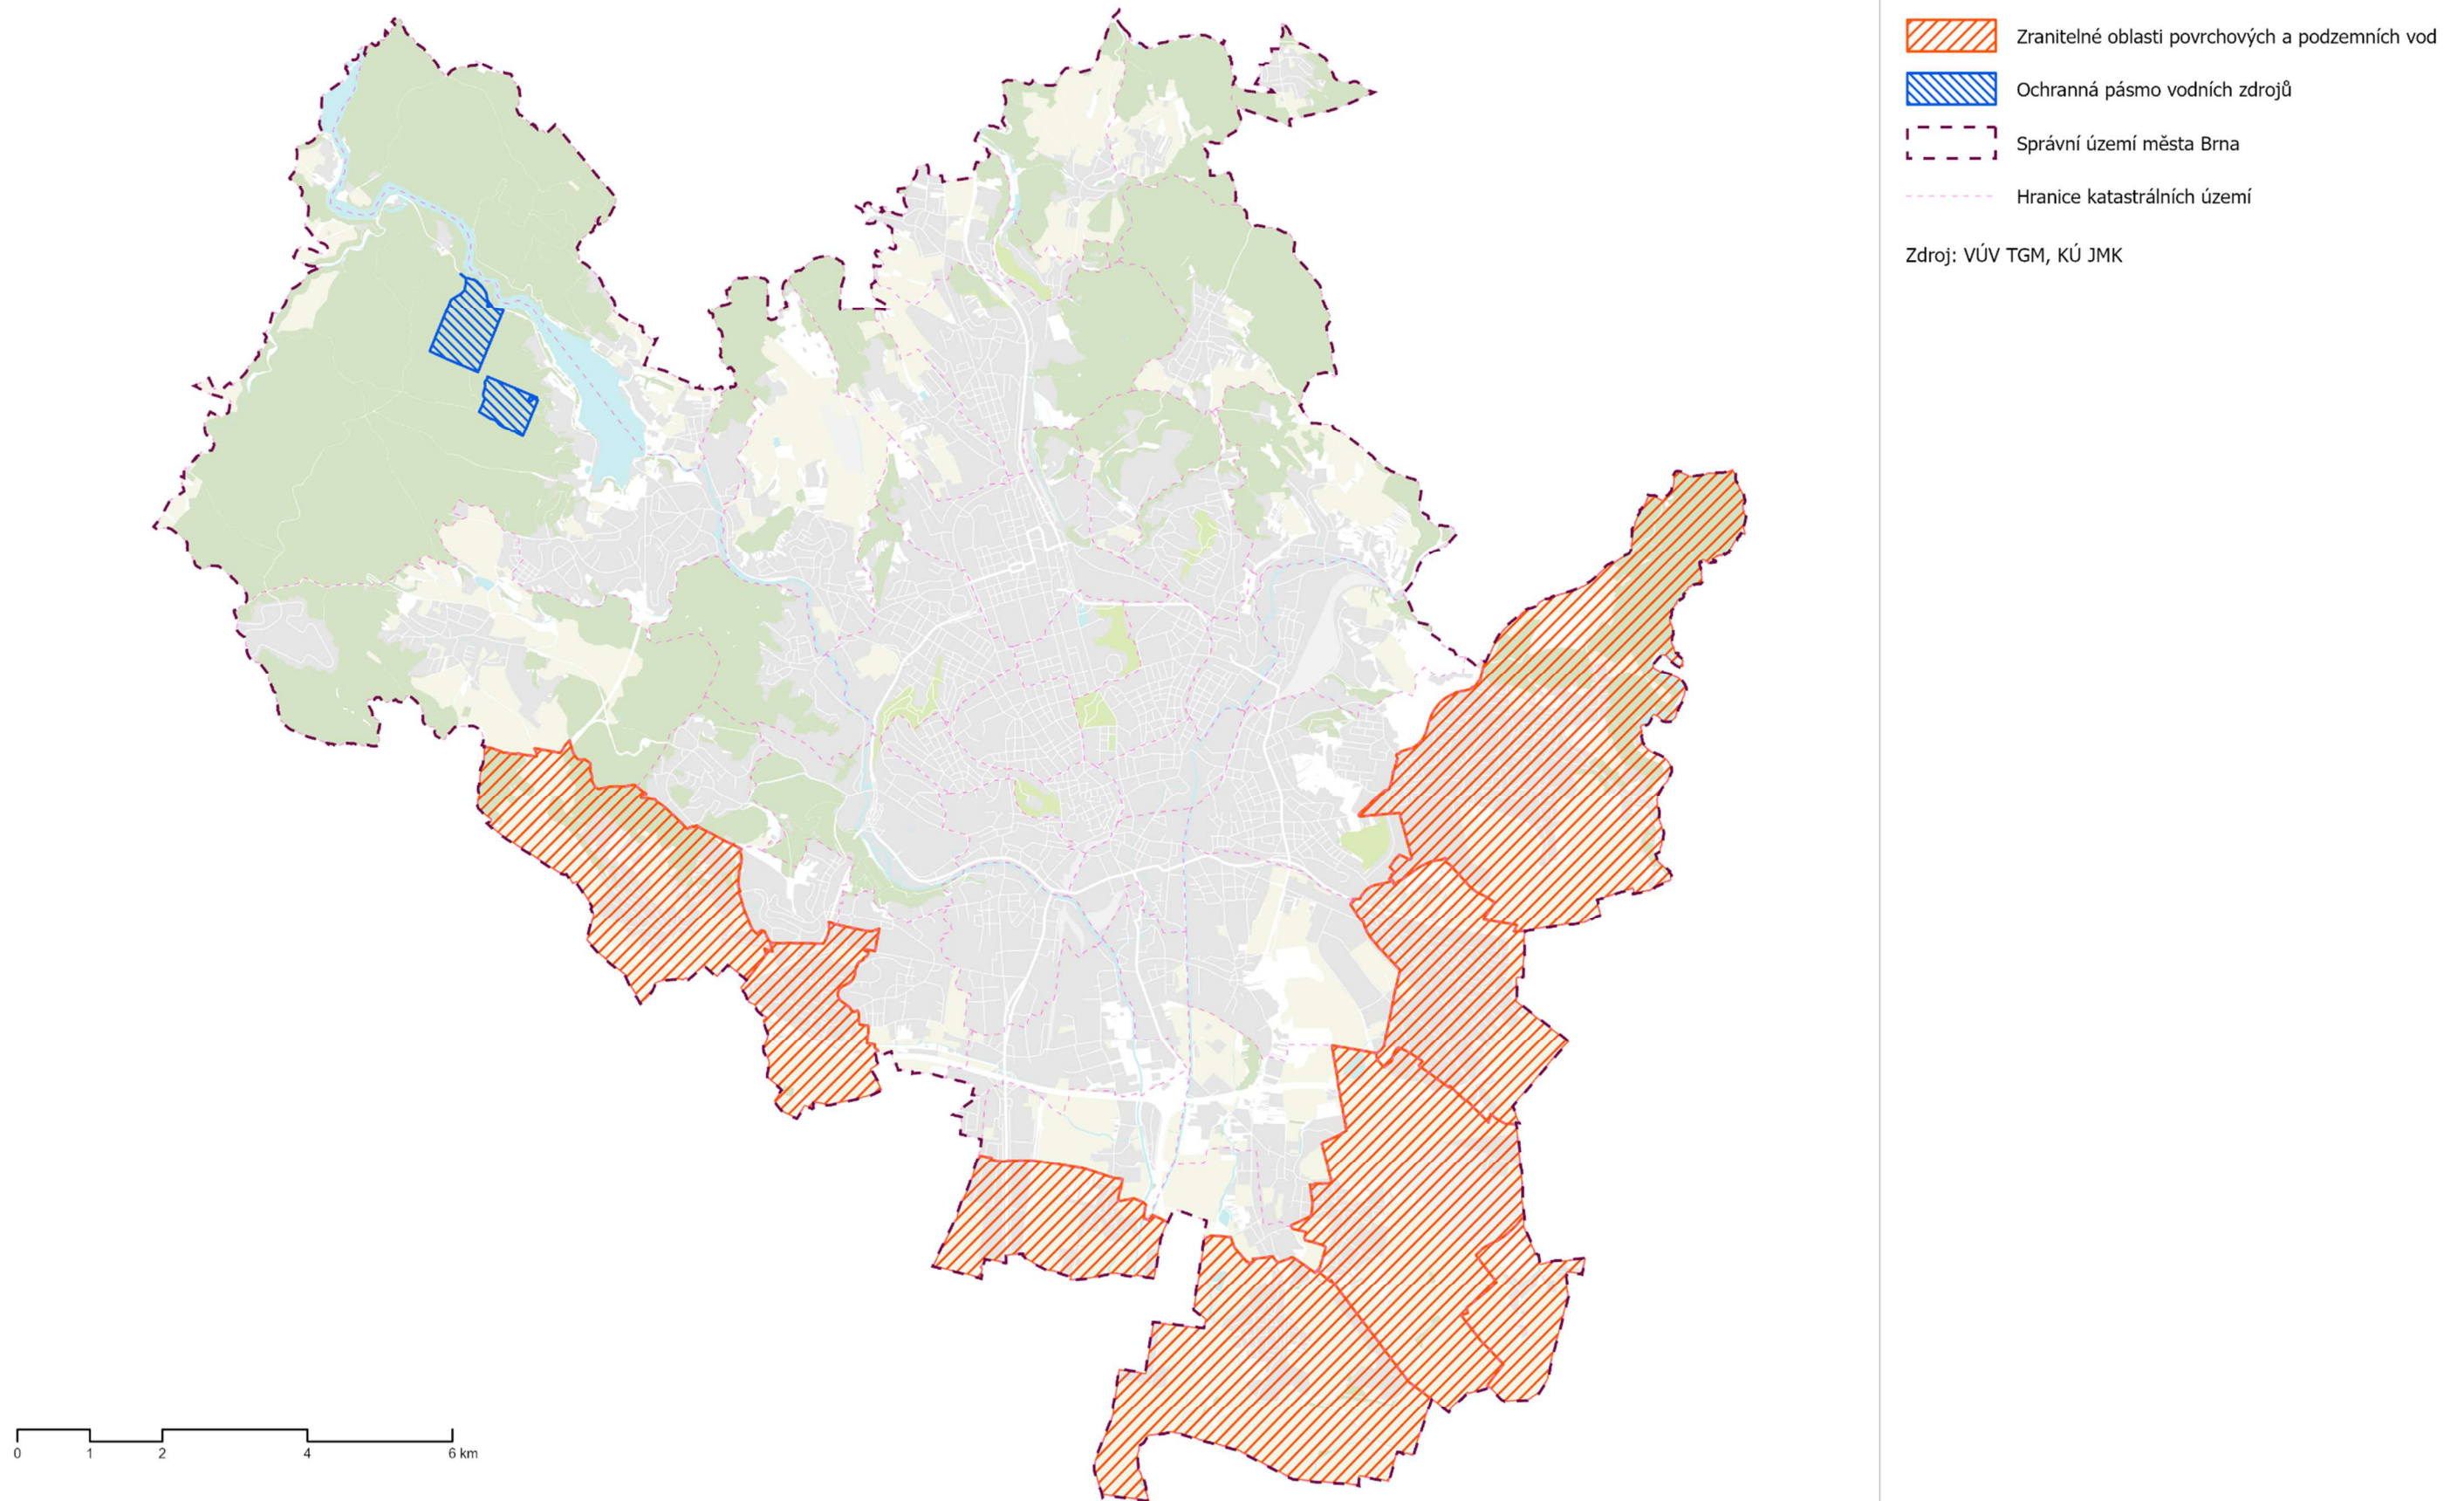 Zranitelné oblasti povrchových a podzemních vod
Ochranná pásmo vodních zdrojů
Správní území města Brna
Hranice katastrálních území
Zdroj: VÚV TGM, KÚ JMK
0 1 2 4 6 km